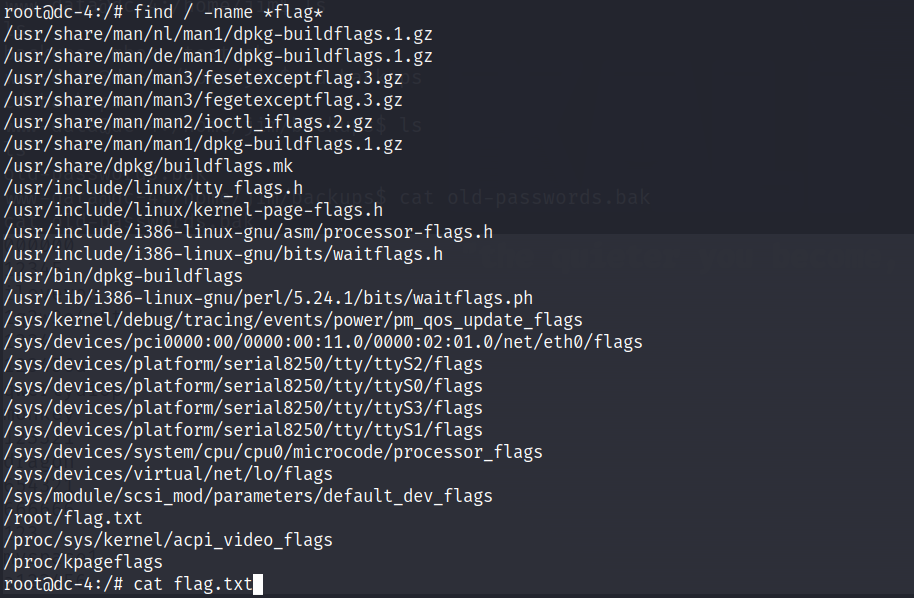 root@dc-4:/# find / -name *flag*
/usr/share/man/nl/man1/dpkg-buildflags.1.gz
/usr/share/man/de/man1/dpkg-buildflags.1.gz
/usr/share/man/man3/fesetexceptflag.3.gz
/usr/share/man/man3/fegetexceptflag.3.gz
/usr/share/man/man2/ioctl_iflags.2.gz
/usr/share/man/man1/dpkg-buildflags.1.gz
/usr/share/dpkg/buildflags.mk
/usr/include/linux/tty_flags.h
/usr/include/linux/kernel-page-flags.h
/usr/include/i386-linux-gnu/asm/processor-flags.h
/usr/include/i386-linux-gnu/bits/waitflags.h
/usr/bin/dpkg-buildflags
/usr/lib/i386-linux-gnu/perl/5.24.1/bits/waitflags.ph
/sys/kernel/debug/tracing/events/power/pm_qos_update_flags
/sys/devices/pci0000:00/0000:00:11.0/0000:02:01.0/net/eth0/flags
/sys/devices/platform/serial8250/tty/ttyS2/flags
/sys/devices/platform/serial8250/tty/ttyS0/flags
/sys/devices/platform/serial8250/tty/ttyS3/flags
/sys/devices/platform/serial8250/tty/ttyS1/flags
/sys/devices/system/cpu/cpu0/microcode/processor_flags
/sys/devices/virtual/net/lo/flags
/sys/module/scsi_mod/parameters/default_dev_flags
/root/flag.txt
/proc/sys/kernel/acpi_video_flags
/proc/kpageflags
root@dc-4:/# cat flag.txt